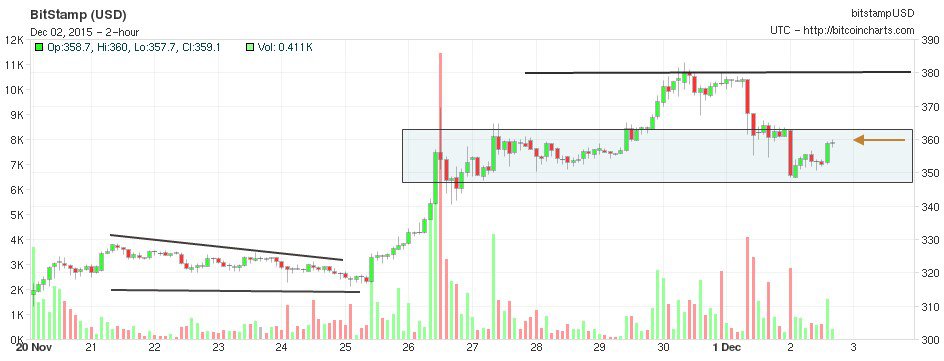 BitStamp (USD)
bitstampUSD
Dec 02, 2015 - 2-hour
UTC - http://bitcoincharts.com
Op:358.7, Hi:360, Lo:357.7, Cl:359.1
Vol: 0.411K
12K
11K
10K
9K
8K
7K
6K
5K
4K
3K
2K
1K
0K
390
380
370
360
350
340
330
320
310
300
20 Nov 21 22 23 24 25 26 27 28 29 30 1 Dec 2 3